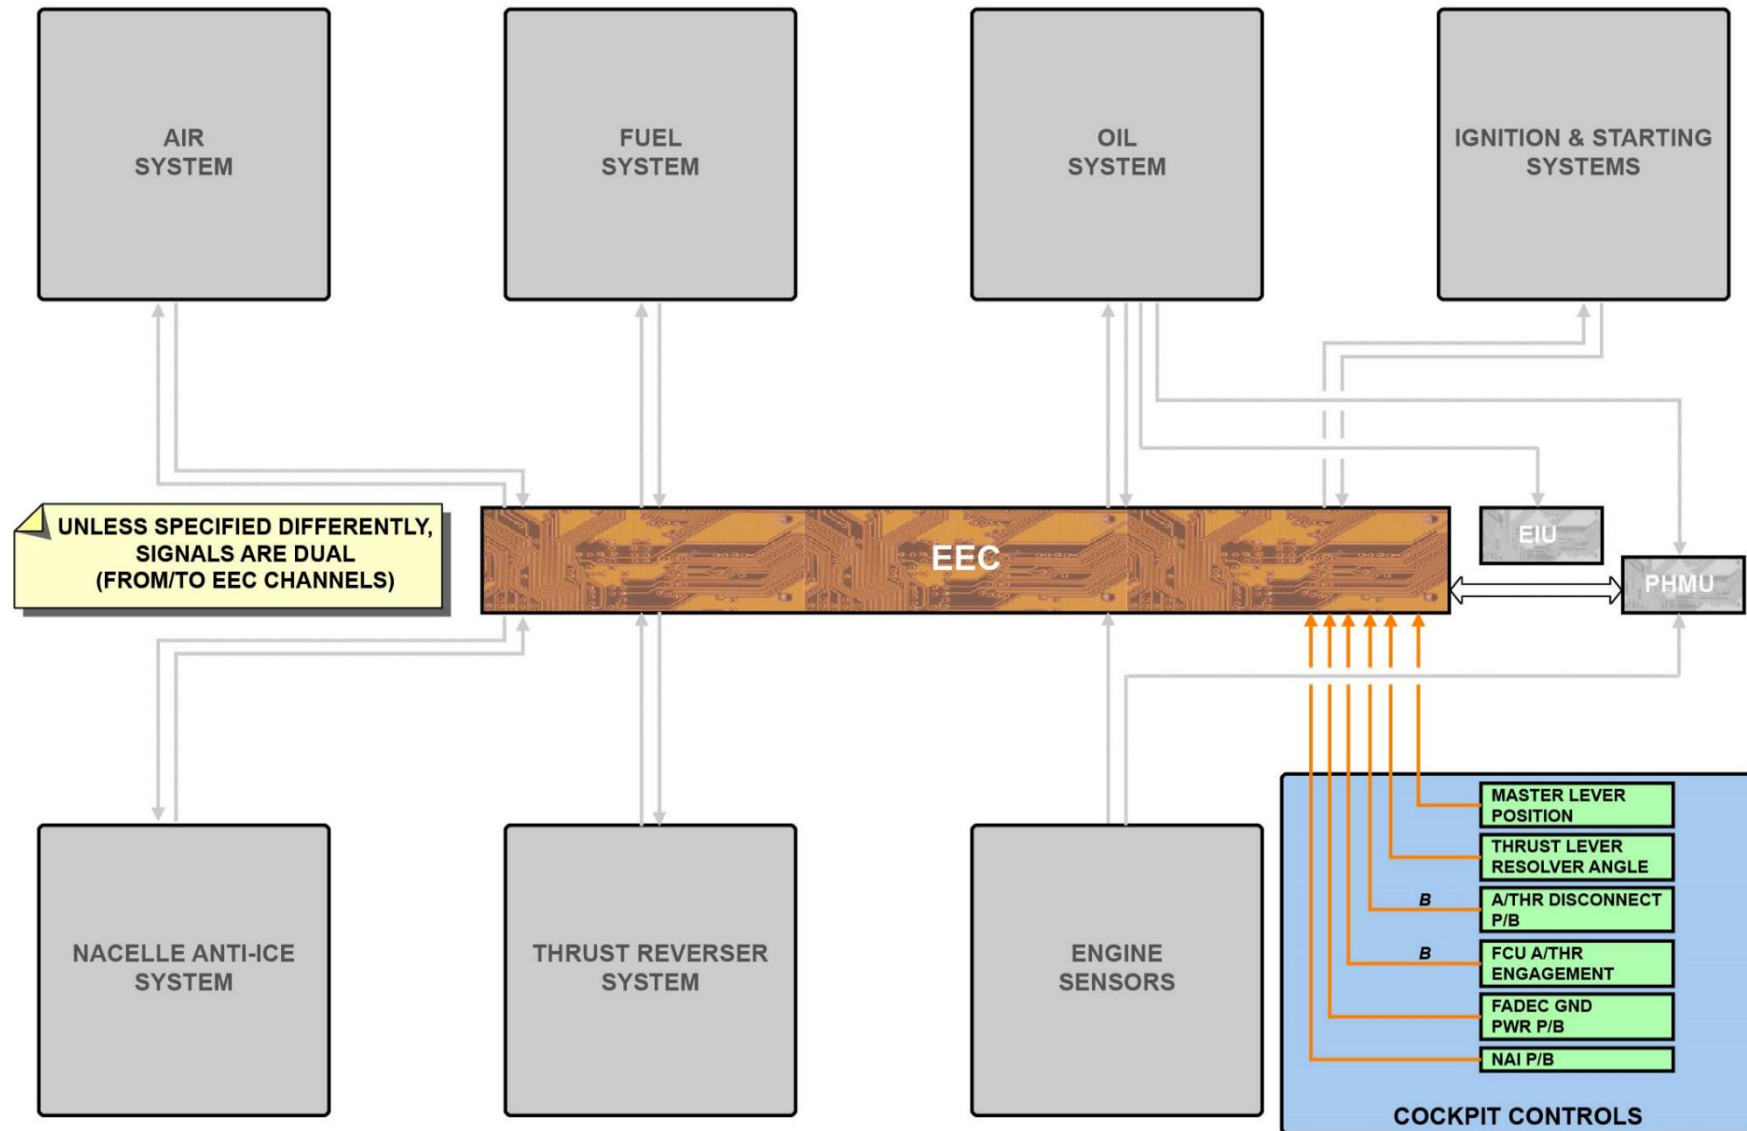 AIR
SYSTEM
FUEL
SYSTEM
OIL
SYSTEM
IGNITION & STARTING
SYSTEMS
UNLESS SPECIFIED DIFFERENTLY,
SIGNALS ARE DUAL
(FROM/TO EEC CHANNELS)
EEC
EIU
PHMU
NACELLE ANTI-ICE
SYSTEM
THRUST REVERSER
SYSTEM
ENGINE
SENSORS
MASTER LEVER
POSITION
THRUST LEVER
RESOLVER ANGLE
B
A/THR DISCONNECT
P/B
B
FCU A/THR
ENGAGEMENT
FADEC GND
PWR P/B
NAI P/B
COCKPIT CONTROLS